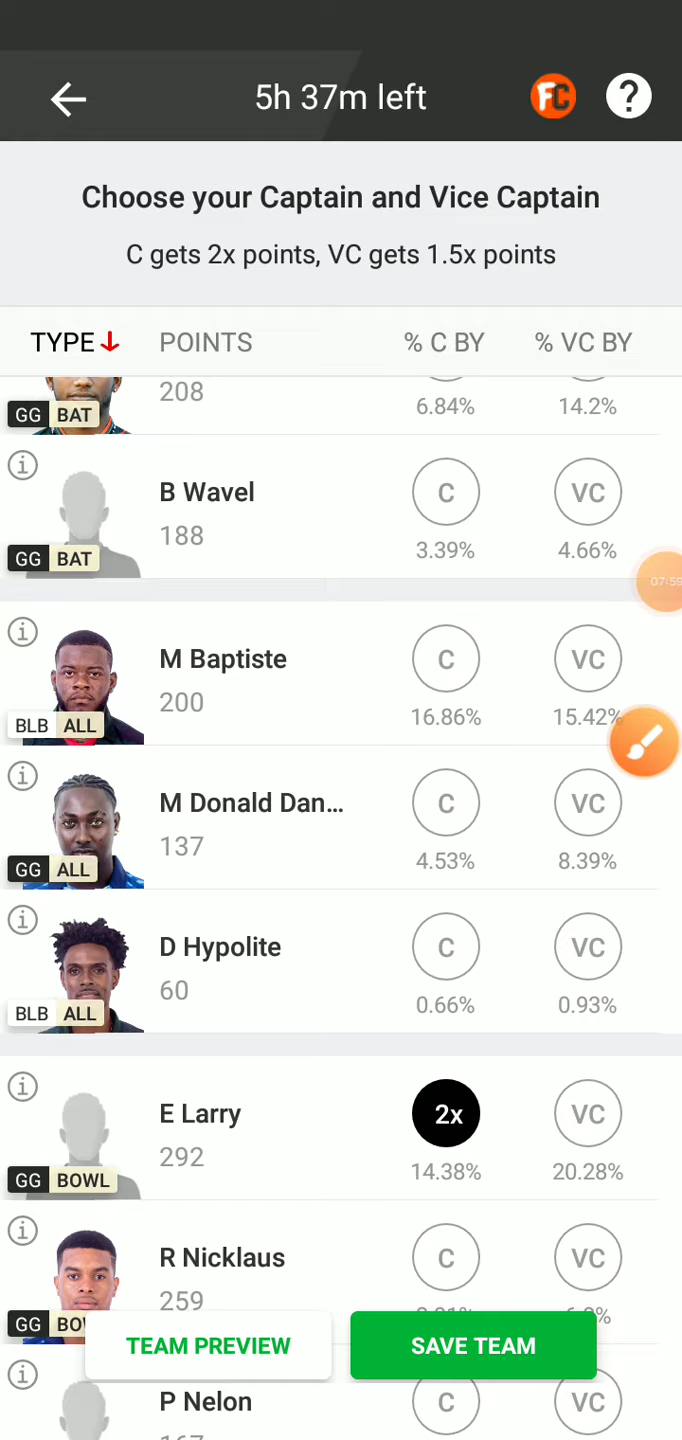 5h 37m left
FC
?
Choose your Captain and Vice Captain
C gets 2x points, VC gets 1.5x points
TYPE POINTS % C BY % VC BY
208
6.84% 14.2%
GG BAT
B Wavel
C VC
188
3.39% 4.66%
GG BAT
07:59
M Baptiste
C VC
200
16.86% 15.42%
BLB ALL
M Donald Dan...
C VC
137
4.53% 8.39%
GG ALL
D Hypolite
C VC
60
0.66% 0.93%
BLB ALL
E Larry
2x VC
292
14.38% 20.28%
GG BOWL
R Nicklaus
C VC
259
GG
TEAM PREVIEW SAVE TEAM
P Nelon
C VC